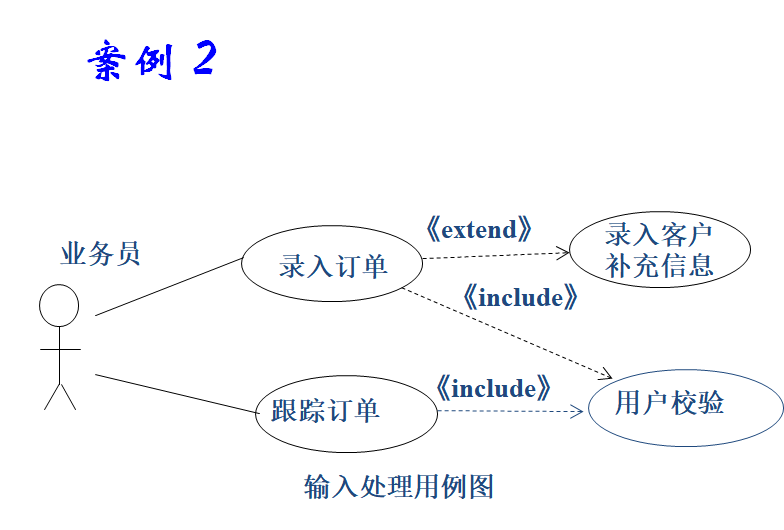 案例 2
业务员
《extend》
录入客户
补充信息
录入订单
《include》
《include》
跟踪订单
用户校验
输入处理用例图